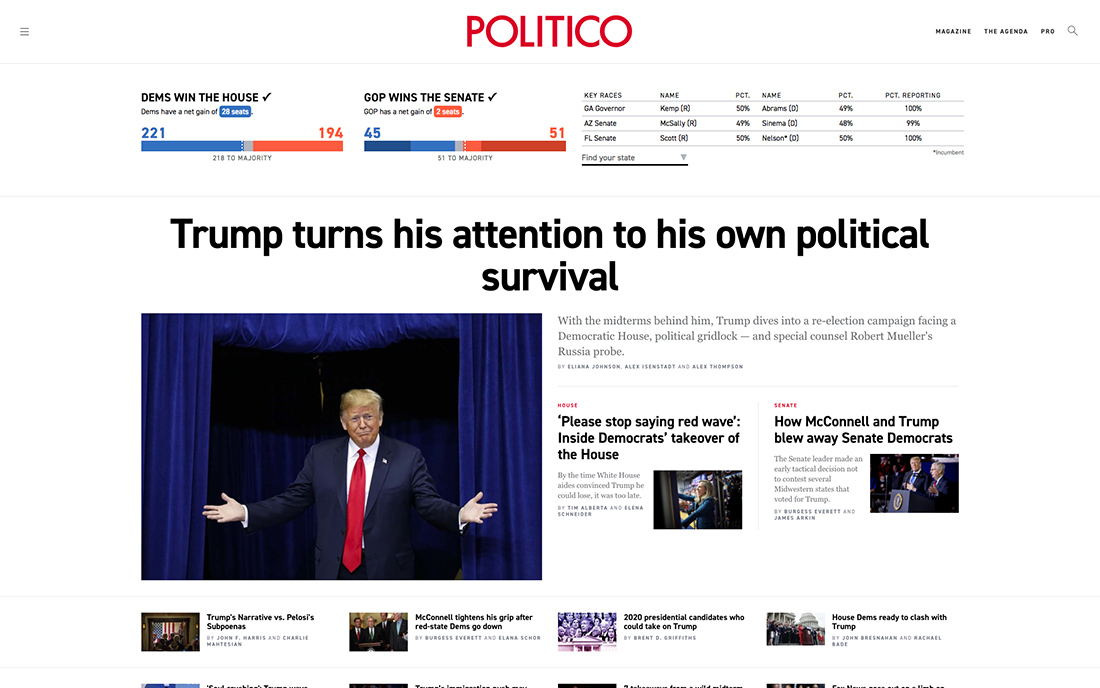 POLITICO
MAGAZINE THE AGENDA PRO
DEMS WIN THE HOUSE ✓
Dems have a net gain of 28 seats.
221 194
218 TO MAJORITY
GOP WINS THE SENATE ✓
GOP has a net gain of 2 seats.
45 51
51 TO MAJORITY
KEY RACES NAME PCT. NAME PCT. PCT. REPORTING
GA Governor Kemp (R) 50% Abrams (D) 49% 100%
AZ Senate McSally (R) 49% Sinema (D) 48% 99%
FL Senate Scott (R) 50% Nelson* (D) 50% 100%
*Incumbent
Find your state
Trump turns his attention to his own political
survival
With the midterms behind him, Trump dives into a re-election campaign facing a
Democratic House, political gridlock — and special counsel Robert Mueller's
Russia probe.
BY ELIANA JOHNSON, ALEX ISENSTADT AND ALEX THOMPSON
HOUSE
‘Please stop saying red wave’:
Inside Democrats’ takeover of
the House
By the time White House
aides convinced Trump he
could lose, it was too late.
BY TIM ALBERTA AND ELENA
SCHNEIDER
SENATE
How McConnell and Trump
blew away Senate Democrats
The Senate leader made an
early tactical decision not
to contest several
Midwestern states that
voted for Trump.
BY BURGESS EVERETT AND
JAMES ARKIN
Trump's Narrative vs. Pelosi's
Subpoenas
BY JOHN F. HARRIS AND CHARLIE
MAHTESIAN
McConnell tightens his grip after
red-state Dems go down
BY BURGESS EVERETT AND ELANA SCHOR
2020 presidential candidates who
could take on Trump
BY BRENT D. GRIFFITHS
House Dems ready to clash with
Trump
BY JOHN BRESNAHAN AND RACHAEL
BADE